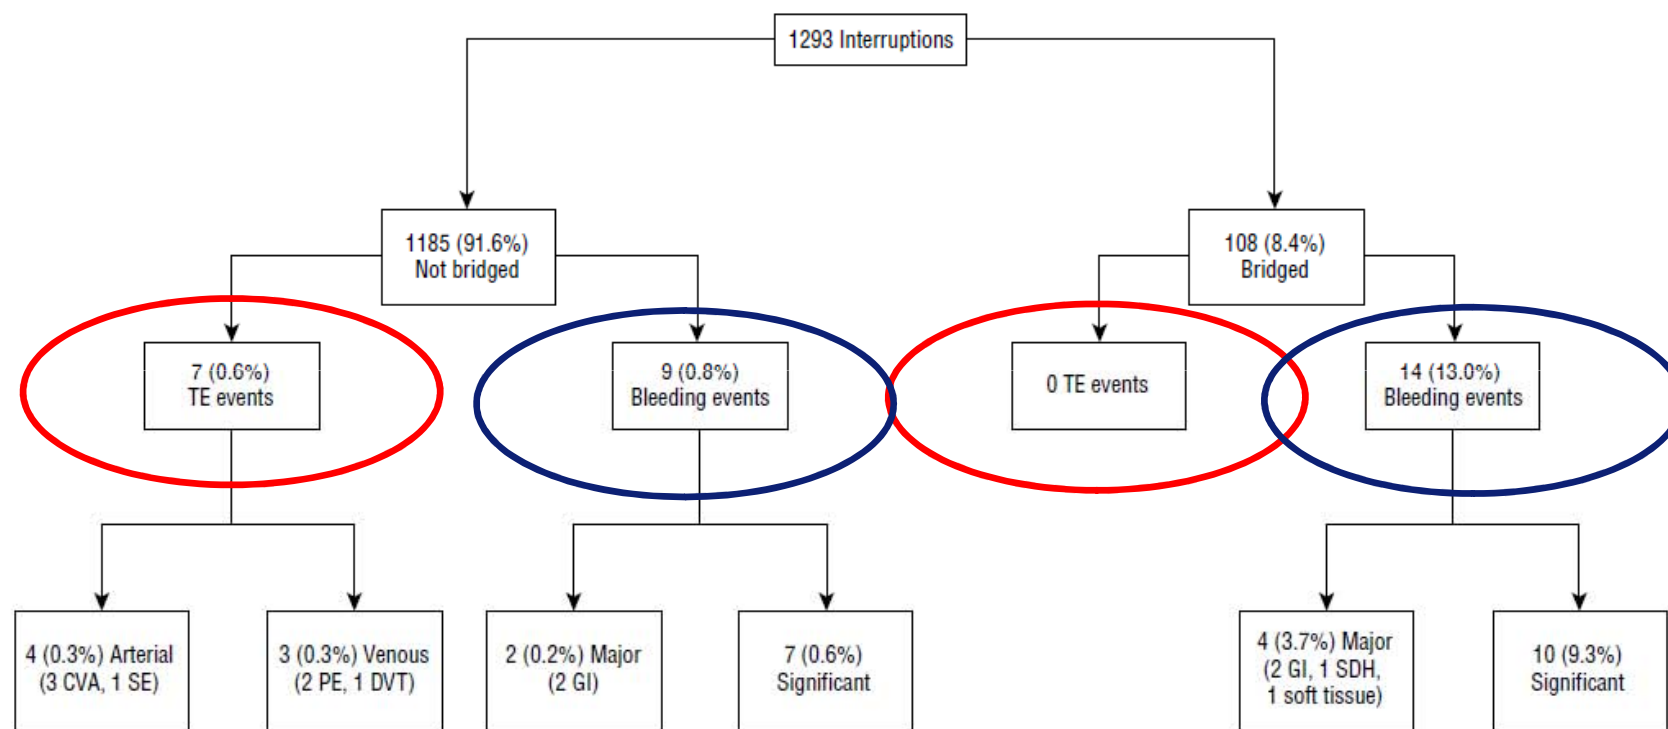 1293 Interruptions
1185 (91.6%)
Not bridged
108 (8.4%)
Bridged
7 (0.6%)
TE events
9 (0.8%)
Bleeding events
0 TE events
14 (13.0%)
Bleeding events
4 (0.3%) Arterial
(3 CVA, 1 SE)
3 (0.3%) Venous
(2 PE, 1 DVT)
2 (0.2%) Major
(2 GI)
7 (0.6%)
Significant
4 (3.7%) Major
(2 GI, 1 SDH,
1 soft tissue)
10 (9.3%)
Significant